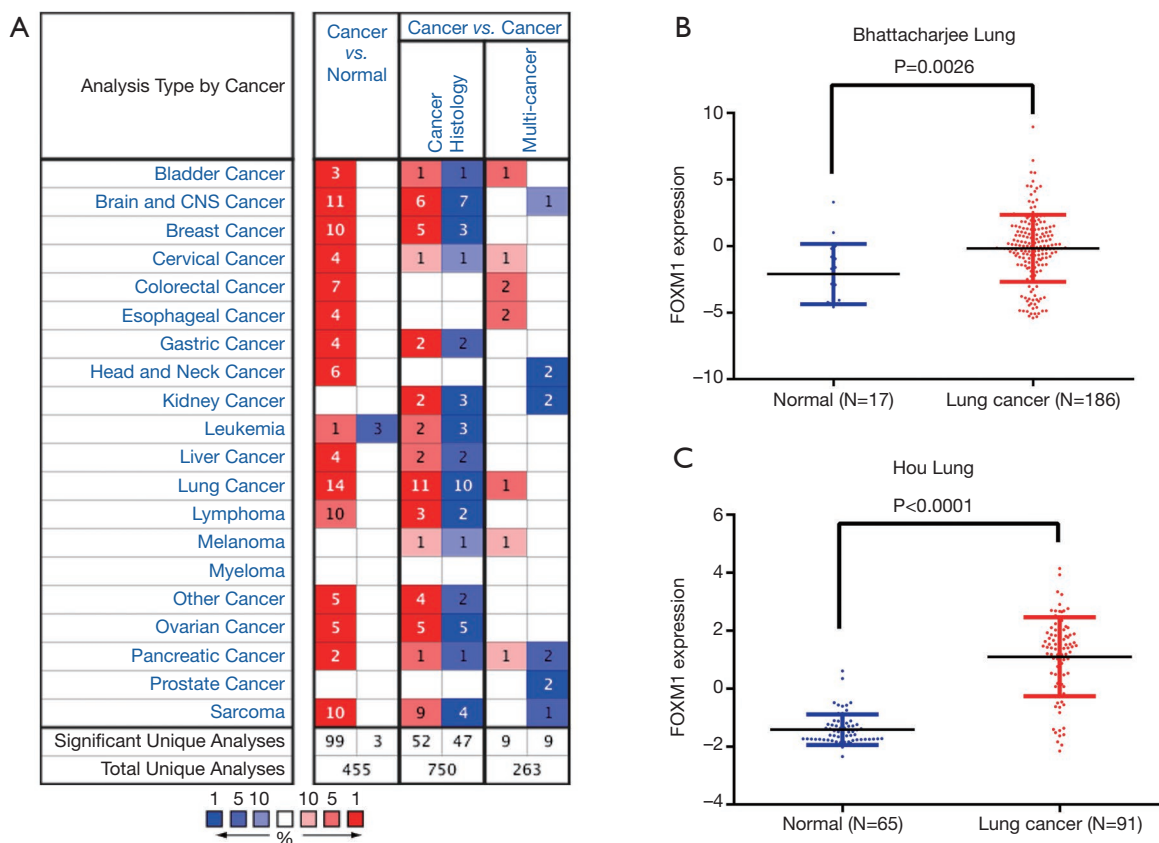 A
Analysis Type by Cancer
Cancer
vs.
Normal
Cancer vs. Cancer
Cancer
Histology
Multi-cancer
Bladder Cancer 3 1 1 1
Brain and CNS Cancer 11 6 7 1
Breast Cancer 10 5 3
Cervical Cancer 4 1 1 1
Colorectal Cancer 7 2
Esophageal Cancer 4 2
Gastric Cancer 4 2 2
Head and Neck Cancer 6 2
Kidney Cancer 2 3 2
Leukemia 1 3 2 3
Liver Cancer 4 2 2
Lung Cancer 14 11 10 1
Lymphoma 10 3 2
Melanoma 1 1 1
Myeloma
Other Cancer 5 4 2
Ovarian Cancer 5 5 5
Pancreatic Cancer 2 1 1 1 2
Prostate Cancer 2
Sarcoma 10 9 4 1
Significant Unique Analyses 99 3 52 47 9 9
Total Unique Analyses 455 750 263
1 5 10 10 5 1
%
B
Bhattacharjee Lung
P=0.0026
FOXM1 expression
10
5
0
−5
−10
Normal (N=17) Lung cancer (N=186)
C
Hou Lung
P<0.0001
FOXM1 expression
6
4
2
0
−2
−4
Normal (N=65) Lung cancer (N=91)